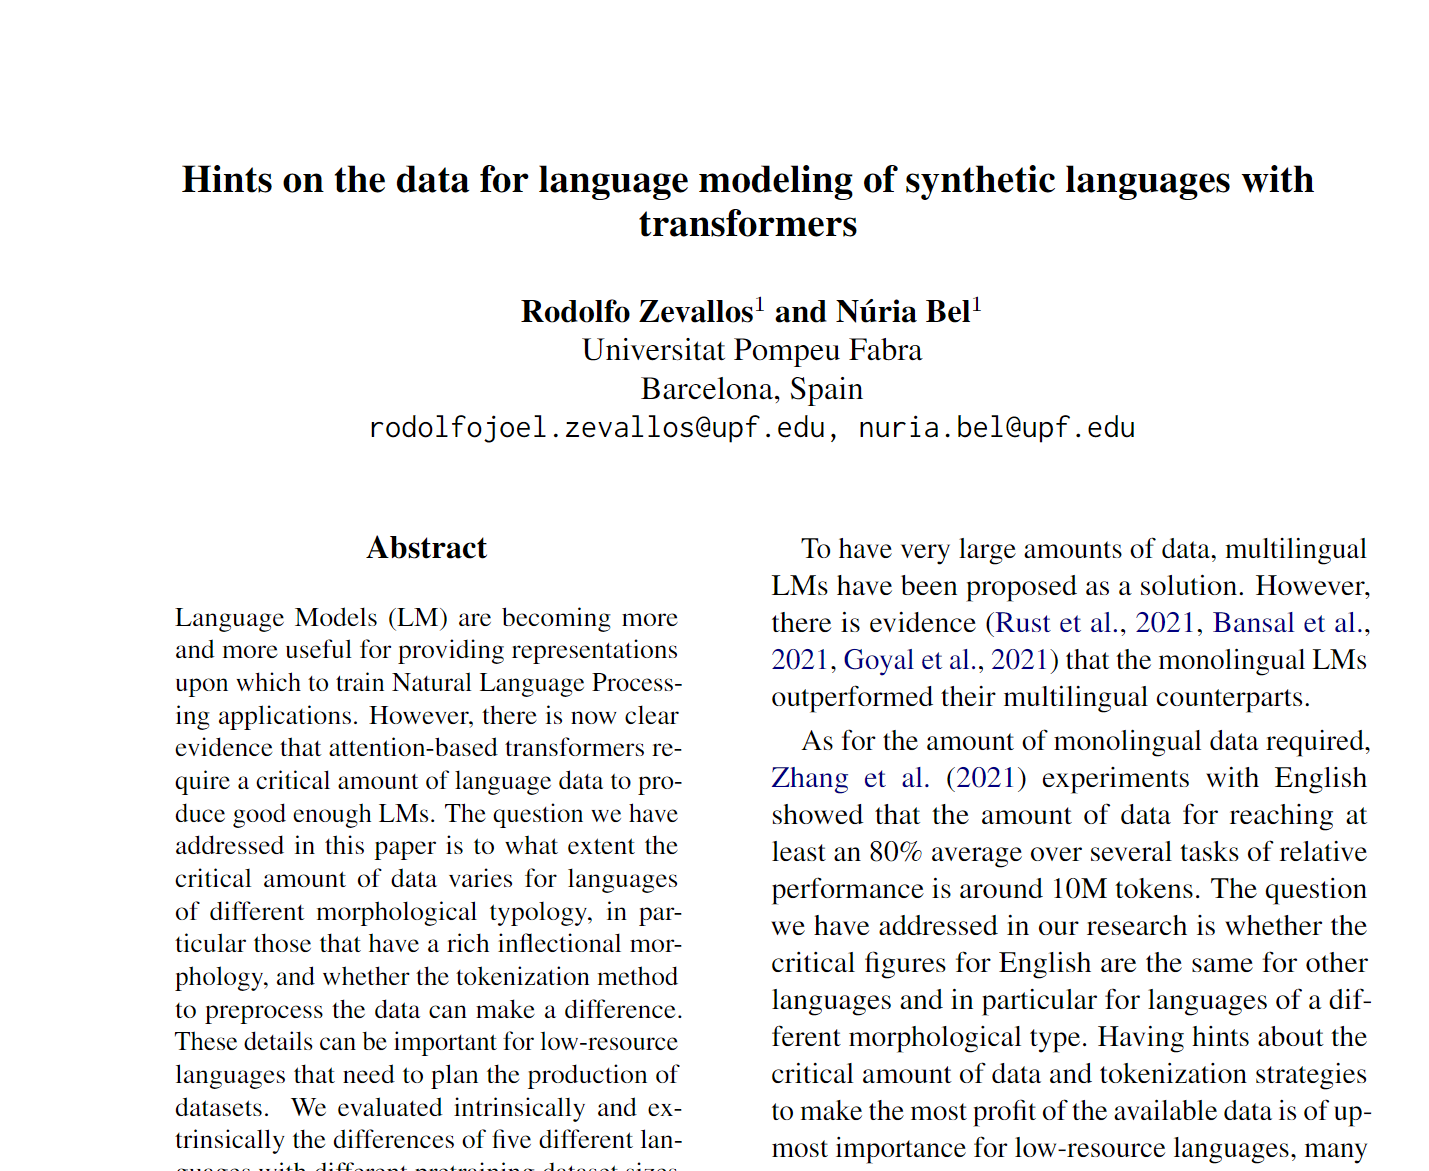 Hints on the data for language modeling of synthetic languages with
transformers
Rodolfo Zevallos¹ and Núria Bel¹
Universitat Pompeu Fabra
Barcelona, Spain
rodolfojoel.zevallos@upf.edu, nuria.bel@upf.edu
Abstract
Language Models (LM) are becoming more
and more useful for providing representations
upon which to train Natural Language Process-
ing applications. However, there is now clear
evidence that attention-based transformers re-
quire a critical amount of language data to pro-
duce good enough LMs. The question we have
addressed in this paper is to what extent the
critical amount of data varies for languages
of different morphological typology, in par-
ticular those that have a rich inflectional mor-
phology, and whether the tokenization method
to preprocess the data can make a difference.
These details can be important for low-resource
languages that need to plan the production of
datasets. We evaluated intrinsically and ex-
trinsically the differences of five different lan-
guages with different pretraining dataset sizes
To have very large amounts of data, multilingual
LMs have been proposed as a solution. However,
there is evidence (Rust et al., 2021, Bansal et al.,
2021, Goyal et al., 2021) that the monolingual LMs
outperformed their multilingual counterparts.
As for the amount of monolingual data required,
Zhang et al. (2021) experiments with English
showed that the amount of data for reaching at
least an 80% average over several tasks of relative
performance is around 10M tokens. The question
we have addressed in our research is whether the
critical figures for English are the same for other
languages and in particular for languages of a dif-
ferent morphological type. Having hints about the
critical amount of data and tokenization strategies
to make the most profit of the available data is of up-
most importance for low-resource languages, many